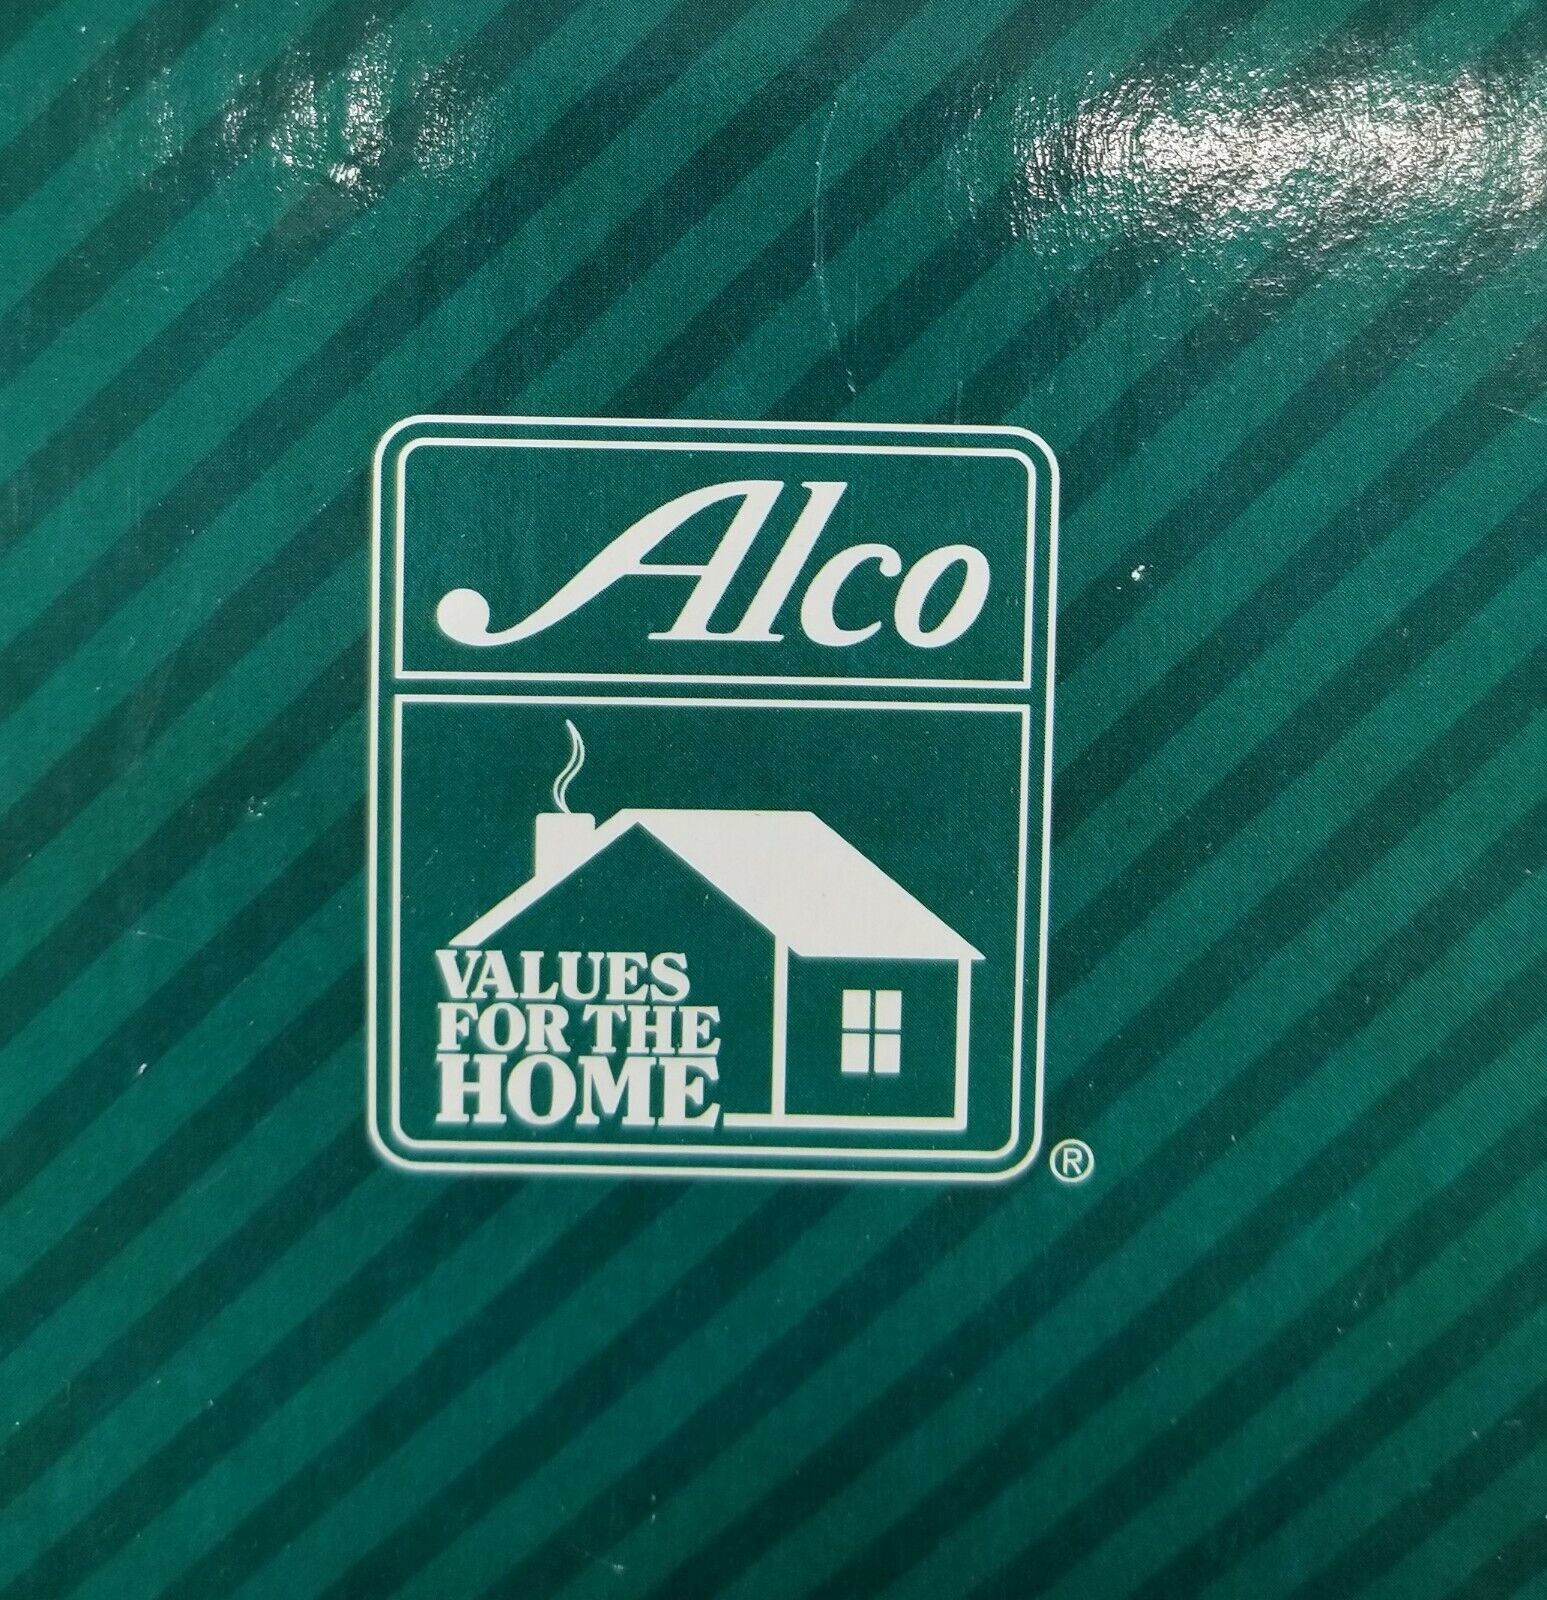 Alco
VALUES
FOR THE
HOME
®